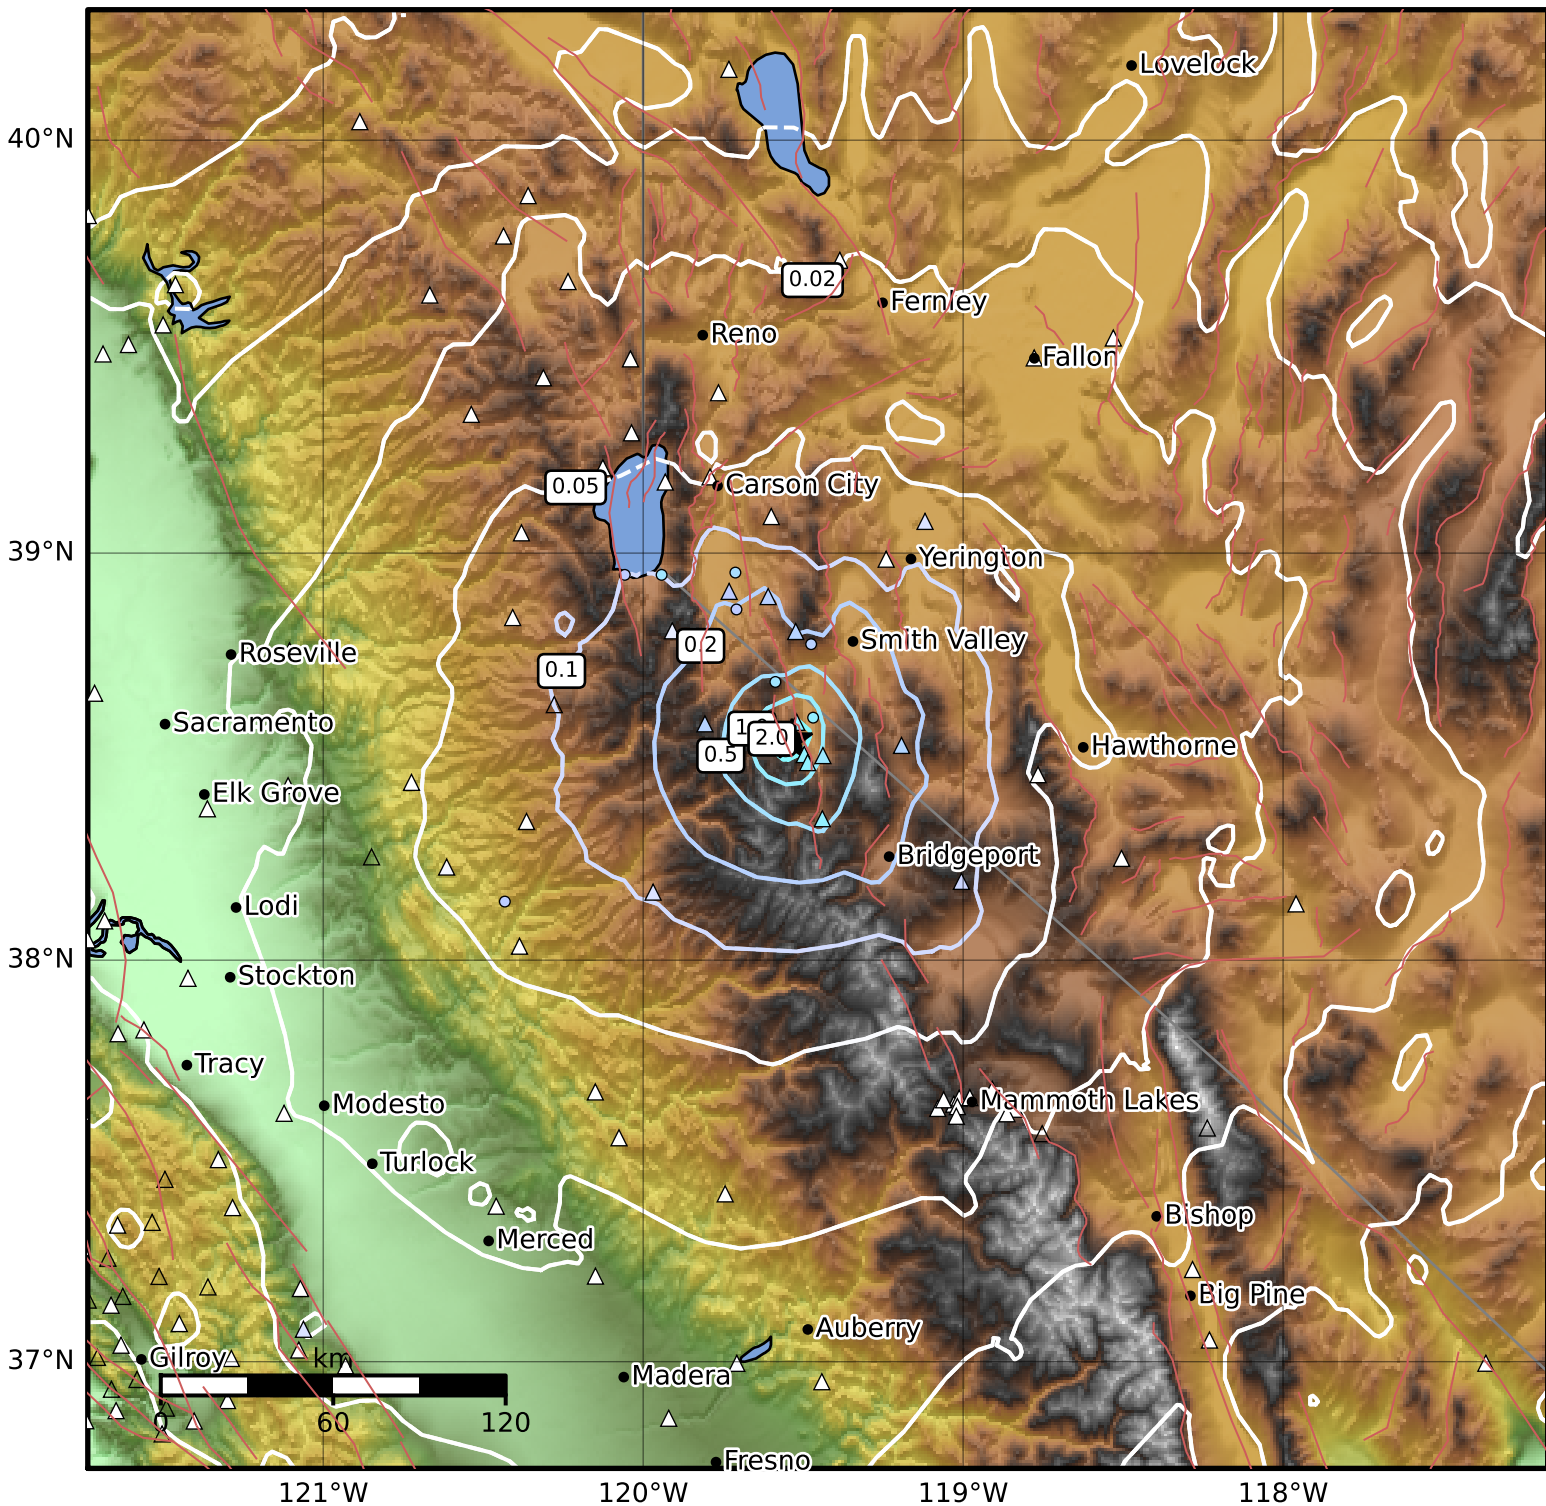 Lovelock
40°N
0.02
Fernley
Reno
Fallon
Carson City
0.05
39°N
Yerington
Smith Valley
0.2
Roseville
0.1
Sacramento
2.0
Hawthorne
0.5
Elk Grove
Bridgeport
Lodi
38°N
Stockton
Tracy
Mammoth Lakes
Modesto
Turlock
Bishop
Merced
Big Pine
Auberry
37°N
Gilroy
km
Madera
0 60 120
Fresno
121°W 120°W 119°W 118°W